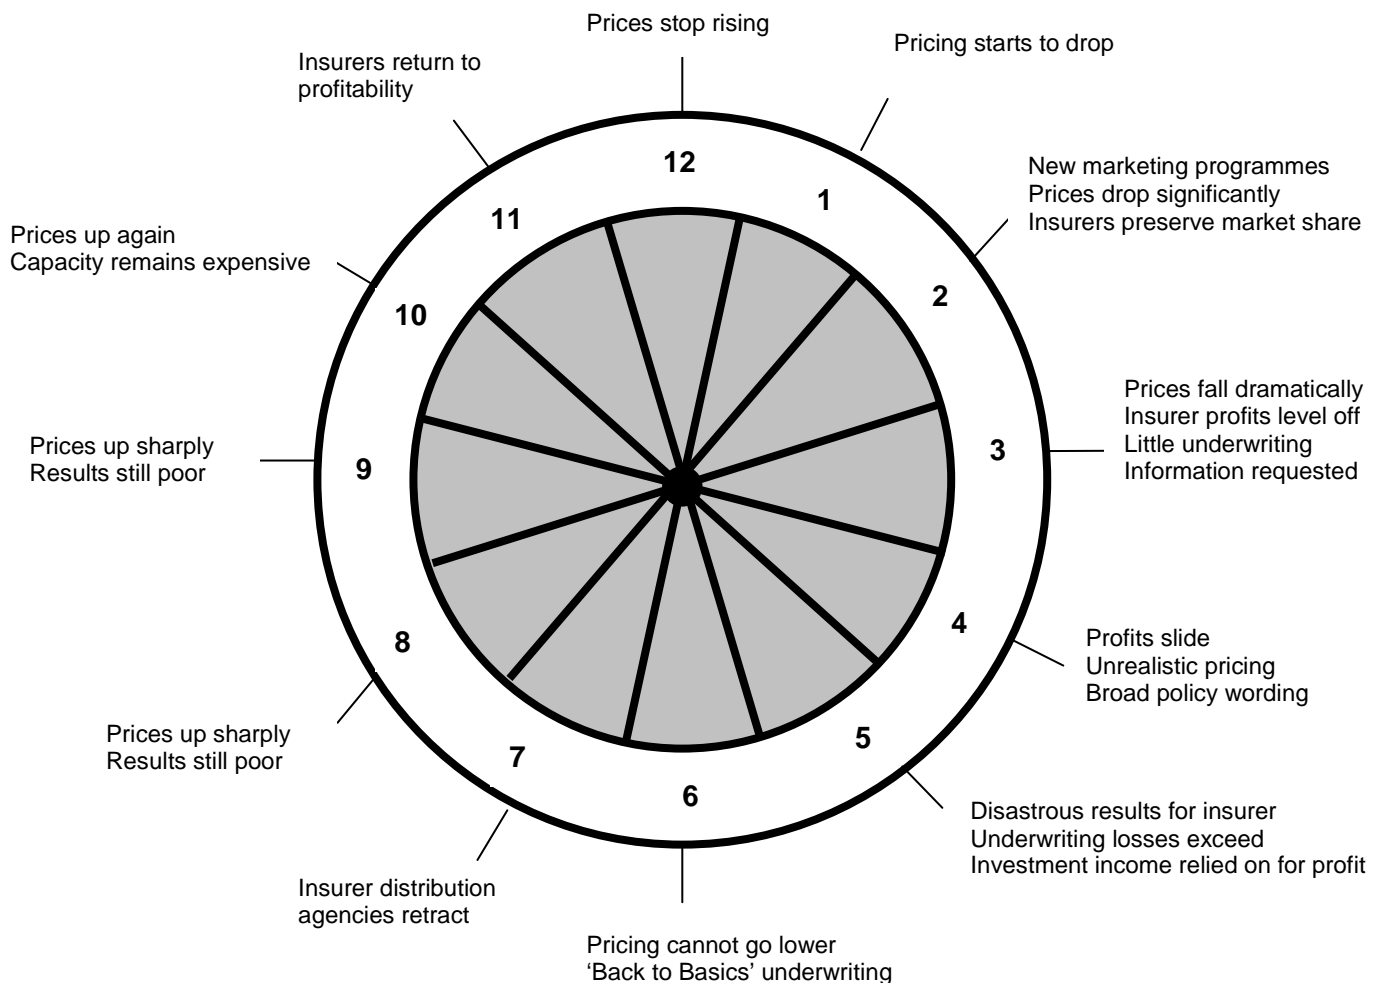 Prices stop rising
Pricing starts to drop
Insurers return to
profitability
12
New marketing programmes
Prices drop significantly
Insurers preserve market share
1
11
Prices up again
Capacity remains expensive
2
10
Prices fall dramatically
Insurer profits level off
Little underwriting
Information requested
3
Prices up sharply
Results still poor
9
4
Profits slide
Unrealistic pricing
Broad policy wording
8
Prices up sharply
Results still poor
5
7
6
Disastrous results for insurer
Underwriting losses exceed
Investment income relied on for profit
Insurer distribution
agencies retract
Pricing cannot go lower
‘Back to Basics’ underwriting